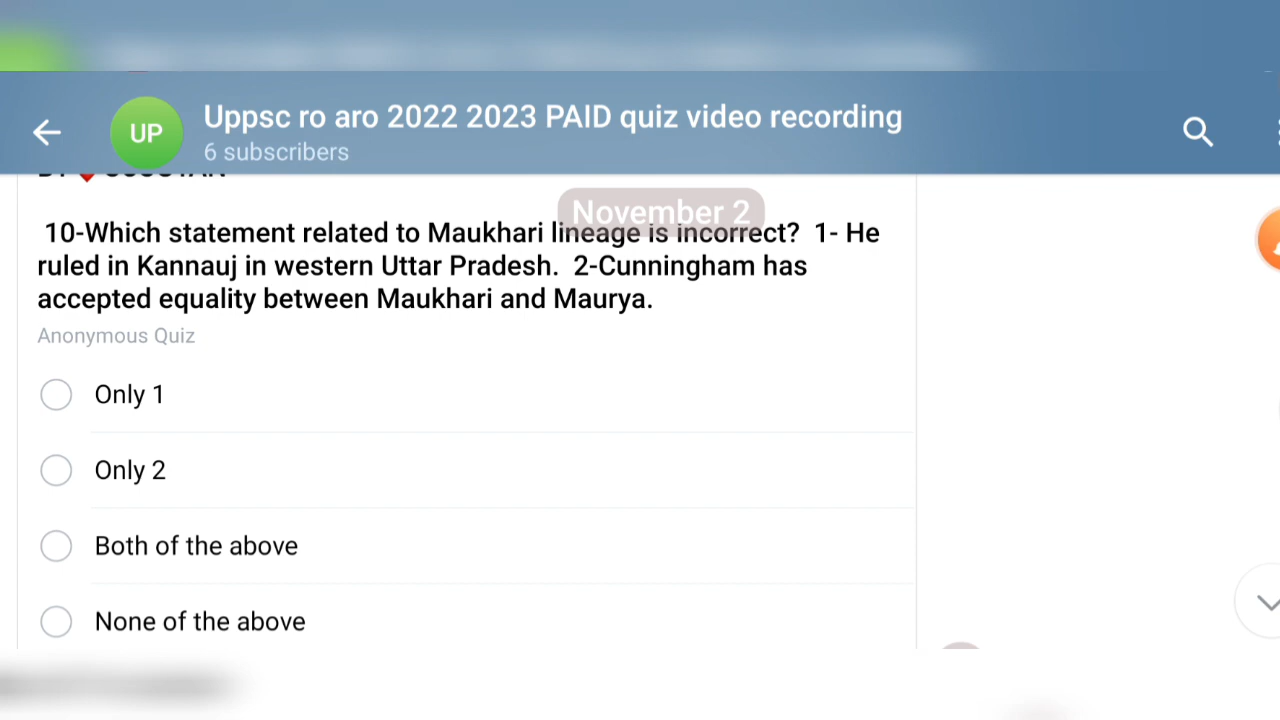 Uppsc ro aro 2022 2023 PAID quiz video recording
UP
6 subscribers
November 2
10-Which statement related to Maukhari lineage is incorrect? 1- He
ruled in Kannauj in western Uttar Pradesh. 2-Cunningham has
accepted equality between Maukhari and Maurya.
Anonymous Quiz
Only 1
Only 2
Both of the above
None of the above